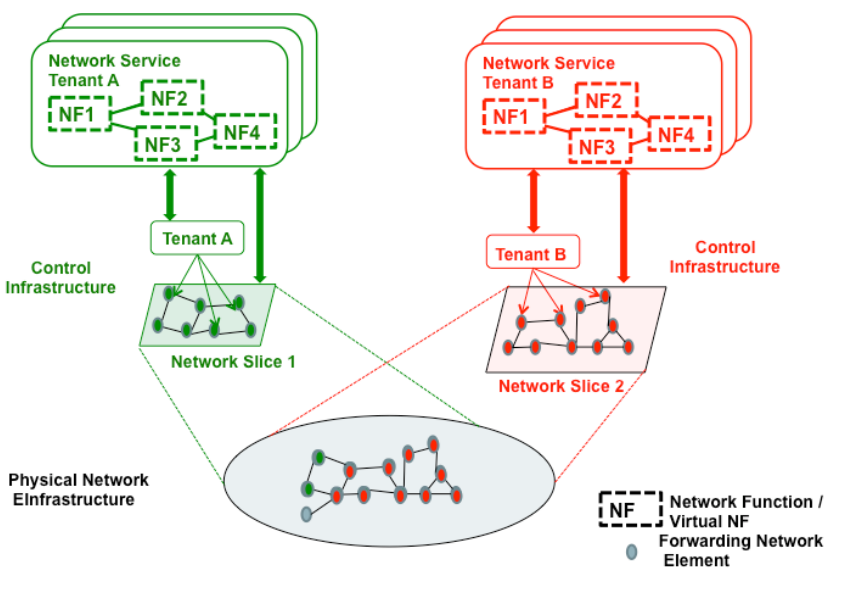 Network Service
Tenant A
NF1
NF2
NF3
NF4
Network Service
Tenant B
NF1
NF2
NF3
NF4
Tenant A
Tenant B
Control
Infrastructure
Control
Infrastructure
Network Slice 1
Network Slice 2
Physical Network
EInfrastructure
NF
Network Function /
Virtual NF
Forwarding Network
Element